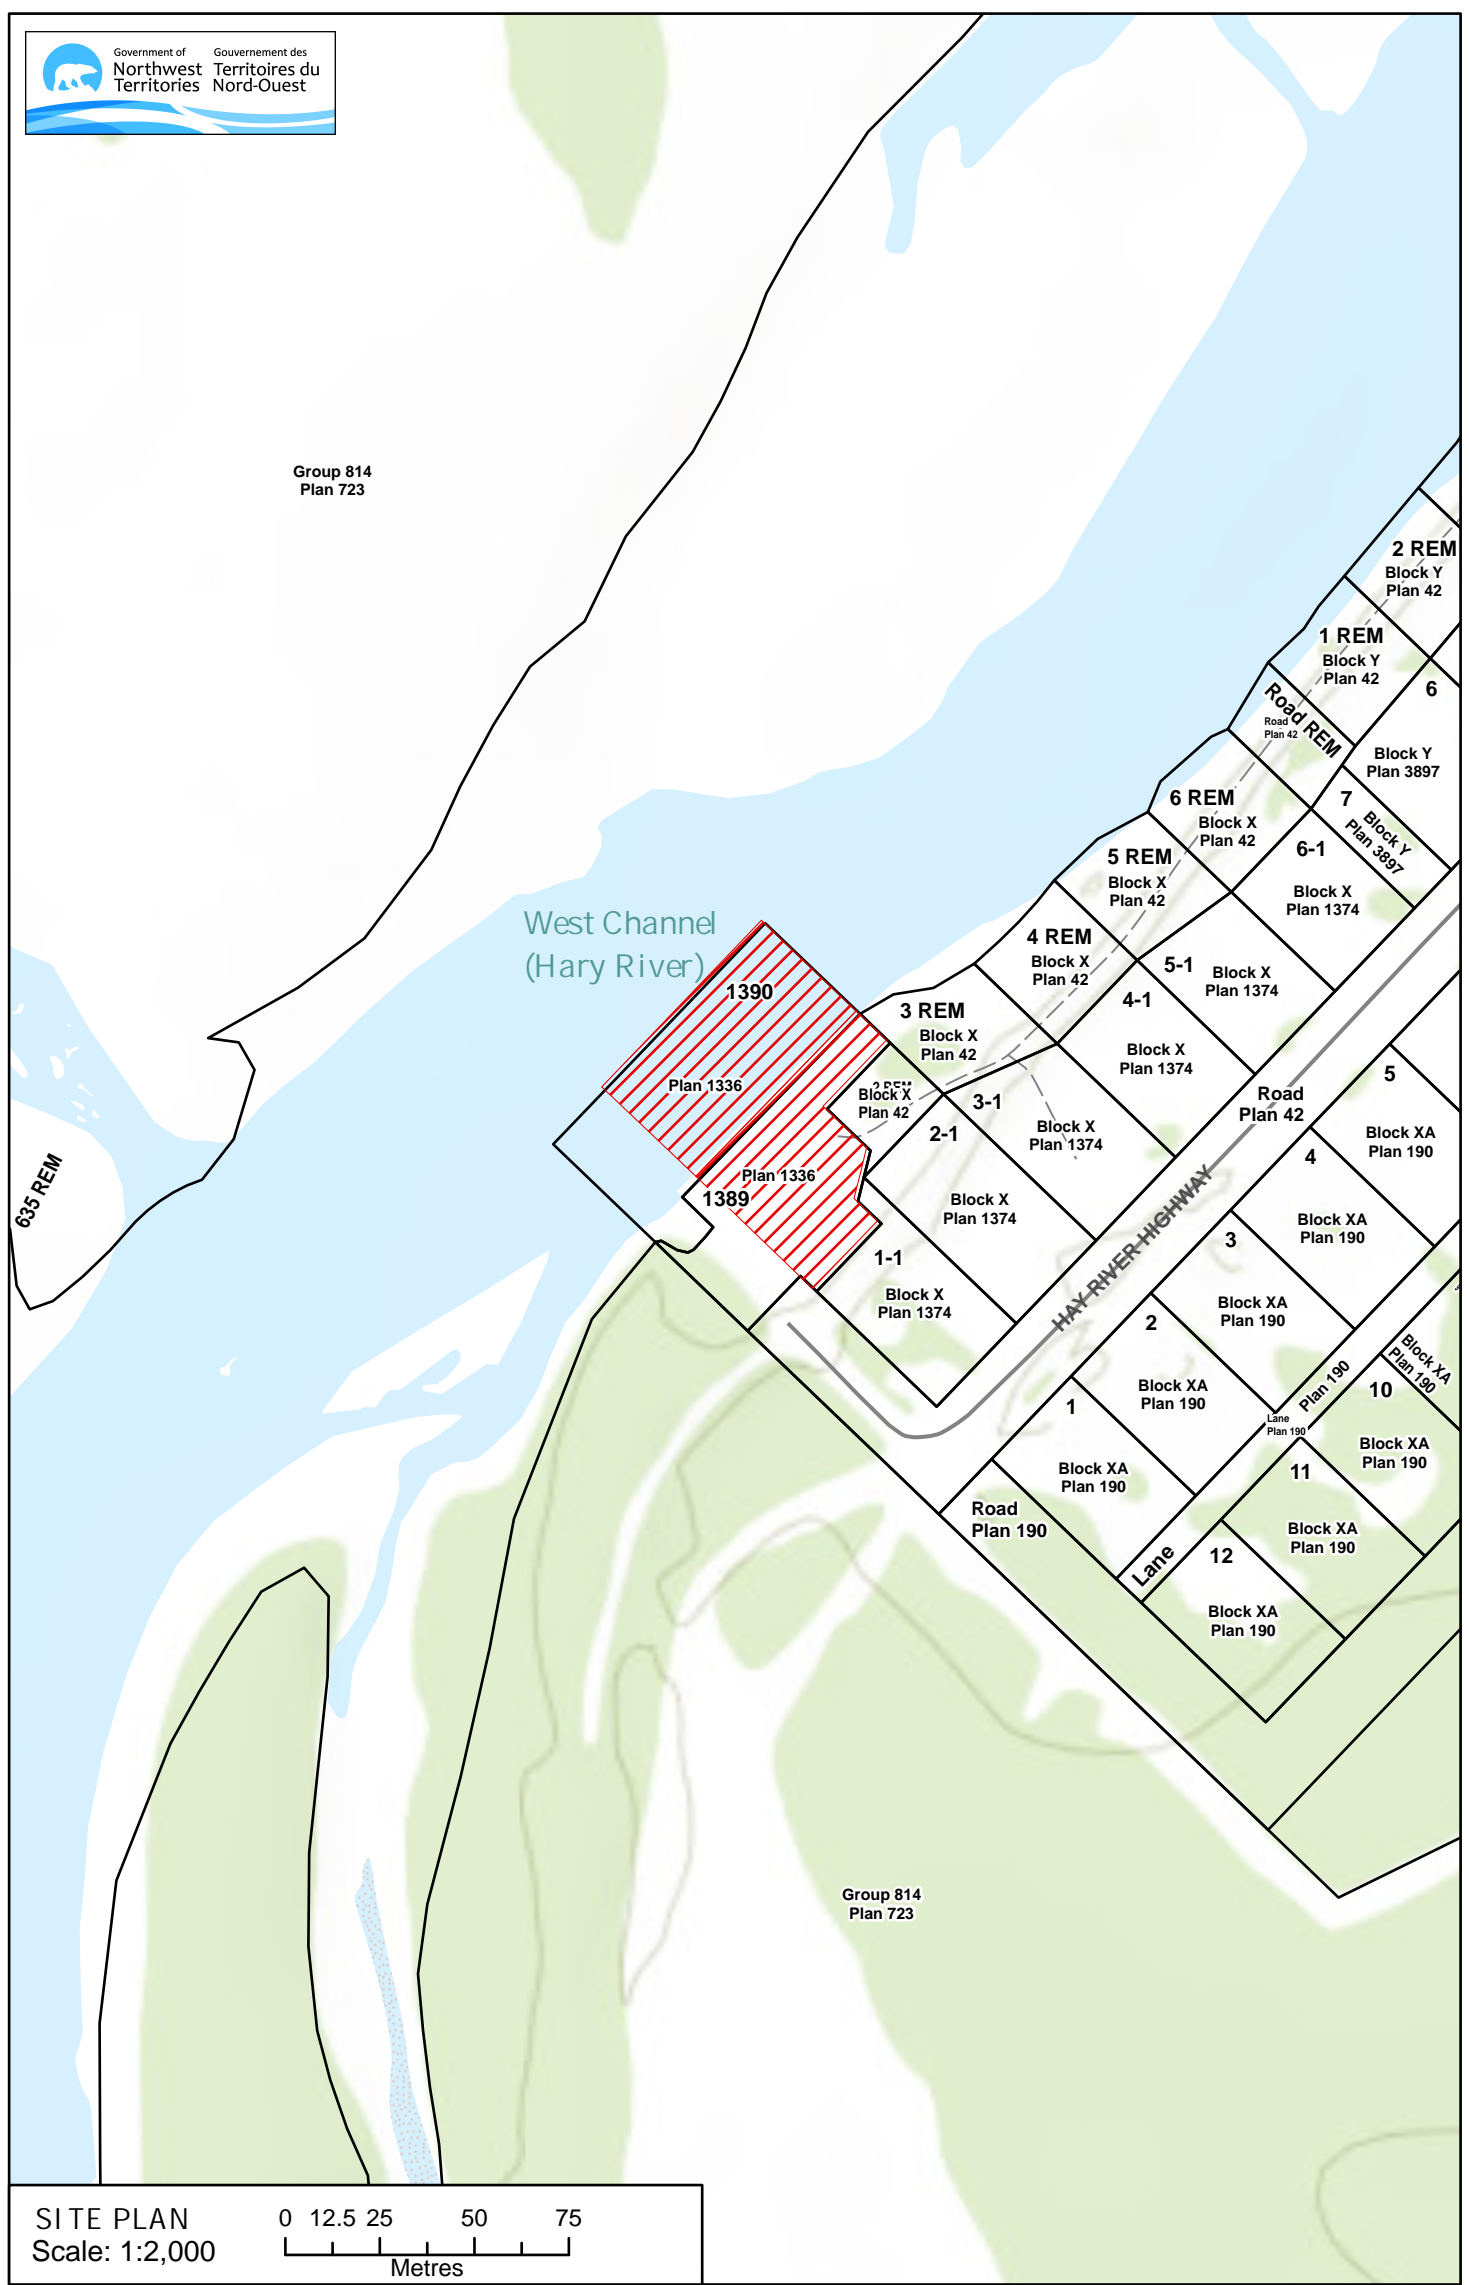 Government of
Northwest
Territories
Gouvernement des
Territoires du
Nord-Ouest
Group 814
Plan 723
2 REM
Block Y
Plan 42
1 REM
Block Y
Plan 42
6
Block Y
Plan 3897
Road REM
Road
Plan 42
7
Block Y
Plan 3897
6 REM
Block X
Plan 42
6-1
Block X
Plan 1374
5 REM
Block X
Plan 42
5-1
Block X
Plan 1374
4 REM
Block X
Plan 42
4-1
Block X
Plan 1374
West Channel
(Hary River)
1390
Plan 1336
3 REM
Block X
Plan 42
2 REM
Block X
Plan 42
3-1
Block X
Plan 1374
2-1
Block X
Plan 1374
Plan 1336
1389
1-1
Block X
Plan 1374
Road
Plan 42
HAY RIVER HIGHWAY
5
Block XA
Plan 190
4
Block XA
Plan 190
3
Block XA
Plan 190
2
Block XA
Plan 190
1
Block XA
Plan 190
635 REM
Plan 190
Lane
Plan 190
Block XA
Plan 190
10
Block XA
Plan 190
11
Block XA
Plan 190
12
Block XA
Plan 190
Lane
Road
Plan 190
Group 814
Plan 723
SITE PLAN
Scale: 1:2,000
0 12.5 25 50 75
Metres